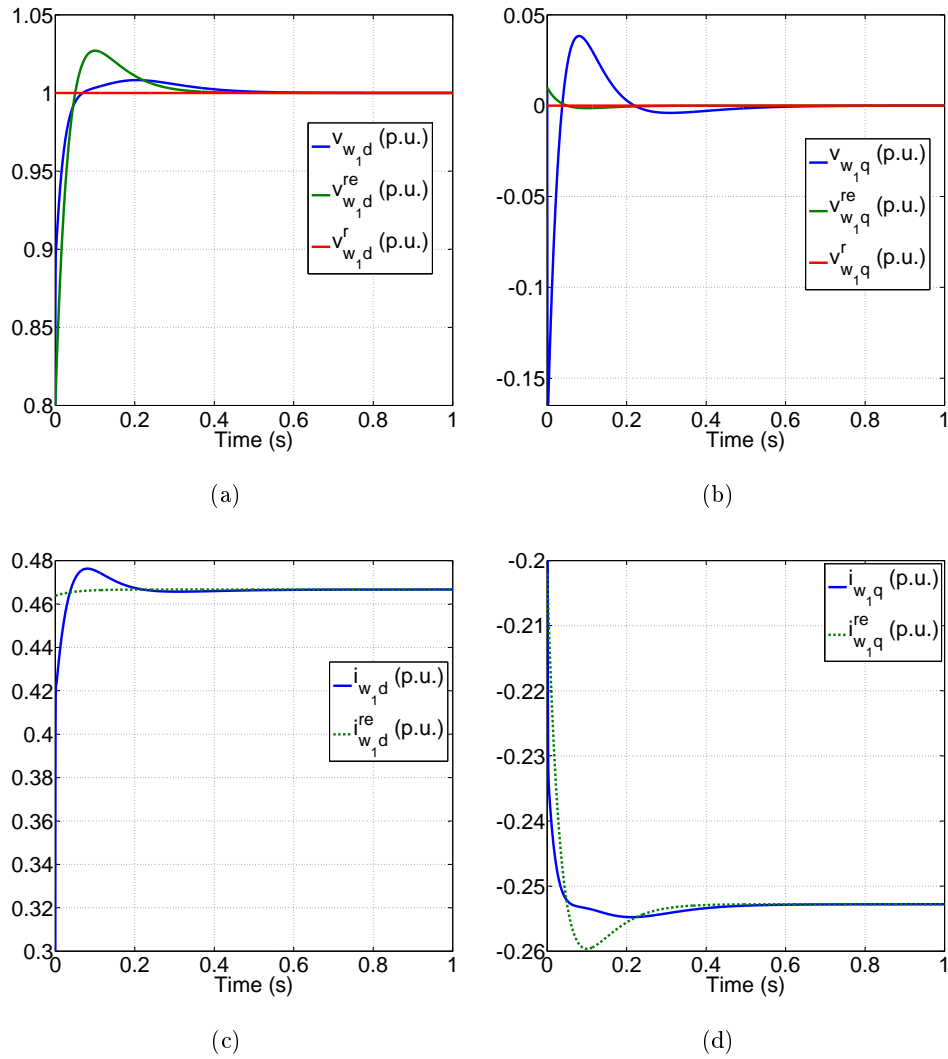 1.05
1
0.95
0.9
0.85
0.8
0 0.2 0.4 0.6 0.8 1
Time (s)
v_{w_1 d} (p.u.)
v_{w_1 d}^{re} (p.u.)
v_{w_1 d}^{r} (p.u.)
(a)
0.05
0
-0.05
-0.1
-0.15
0 0.2 0.4 0.6 0.8 1
Time (s)
v_{w_1 q} (p.u.)
v_{w_1 q}^{re} (p.u.)
v_{w_1 q}^{r} (p.u.)
(b)
0.48
0.46
0.44
0.42
0.4
0.38
0.36
0.34
0.32
0.3
0 0.2 0.4 0.6 0.8 1
Time (s)
i_{w_1 d} (p.u.)
i_{w_1 d}^{re} (p.u.)
(c)
-0.2
-0.21
-0.22
-0.23
-0.24
-0.25
-0.26
0 0.2 0.4 0.6 0.8 1
Time (s)
i_{w_1 q} (p.u.)
i_{w_1 q}^{re} (p.u.)
(d)